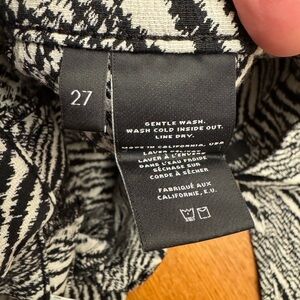 27
GENTLE WASH.
WASH COLD INSIDE OUT.
LINE DRY.
MADE IN CALIFORNIA, USA
LAVER
LAVER À L'ENVERS
DANS L'EAU FROIDE
SÉCHAGE SUR
CORDE À SÉCHER
FABRIQUÉ AUX
CALIFORNIE, E.U.